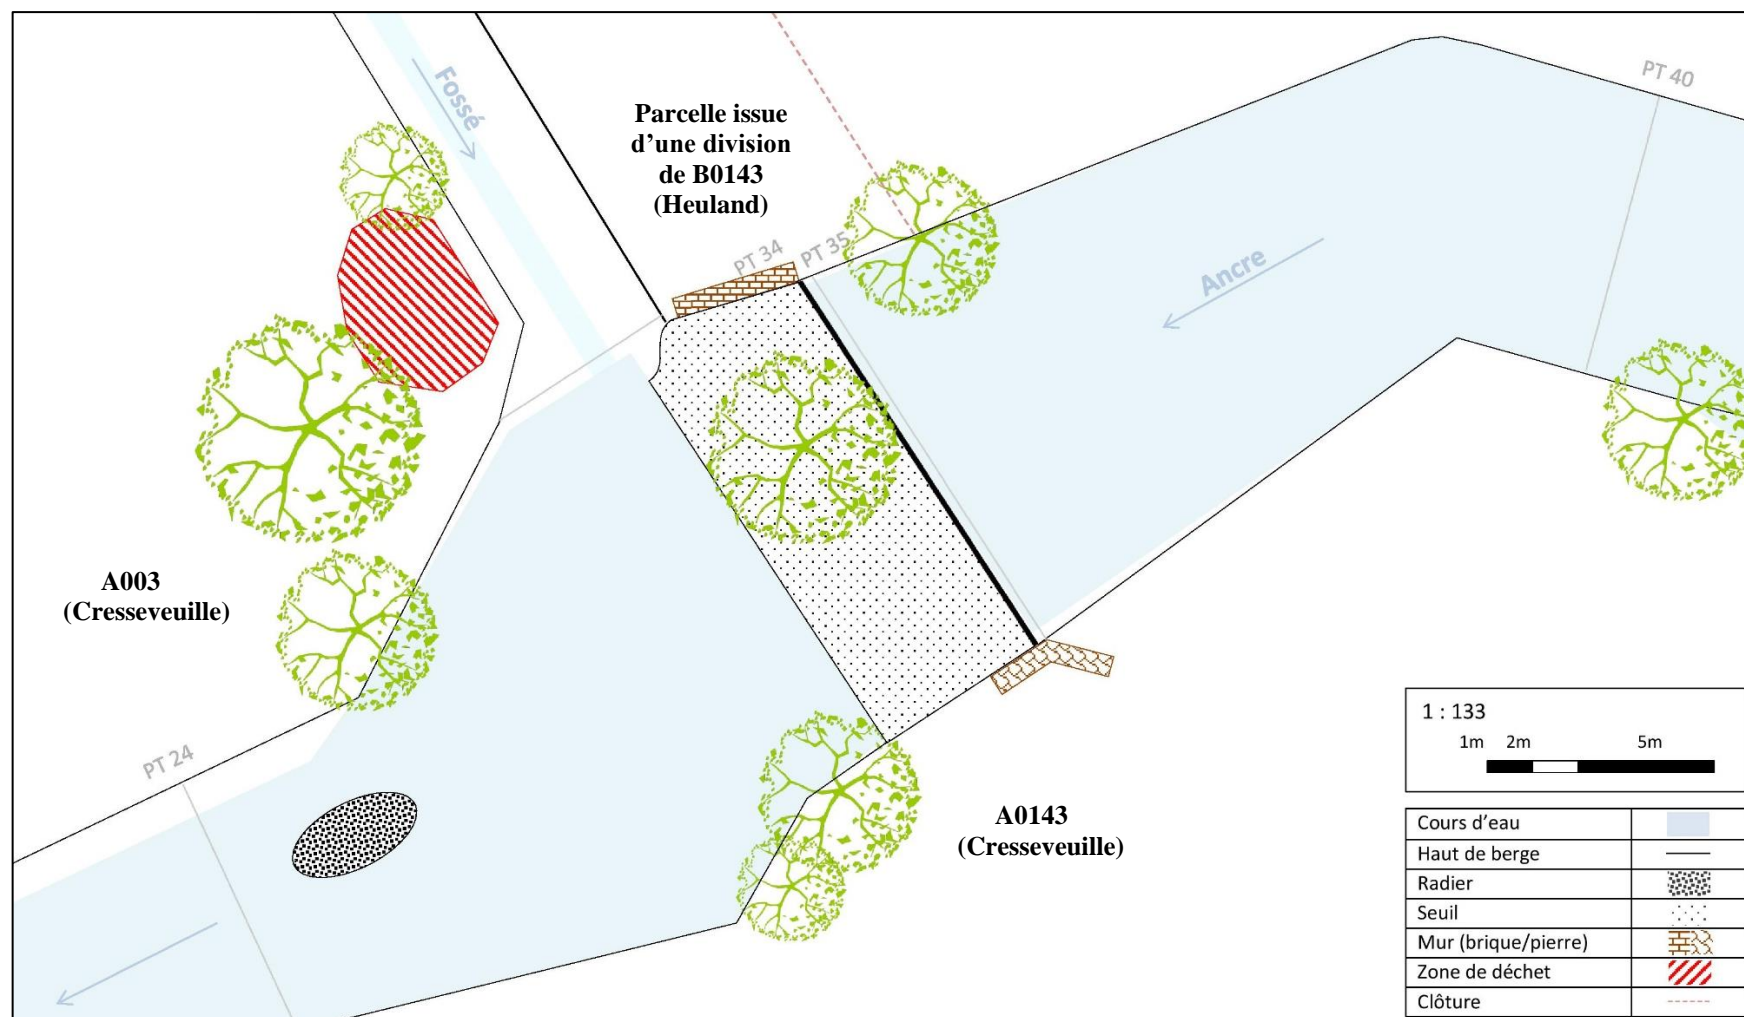 Fossé
Parcelle issue
d’une division
de B0143
(Heuland)
PT 40
PT 34
PT 35
Ancre
A003
(Cresseveuille)
PT 24
A0143
(Cresseveuille)
1 : 133
1m 2m 5m
Cours d’eau
Haut de berge
Radier
Seuil
Mur (brique/pierre)
Zone de déchet
Clôture